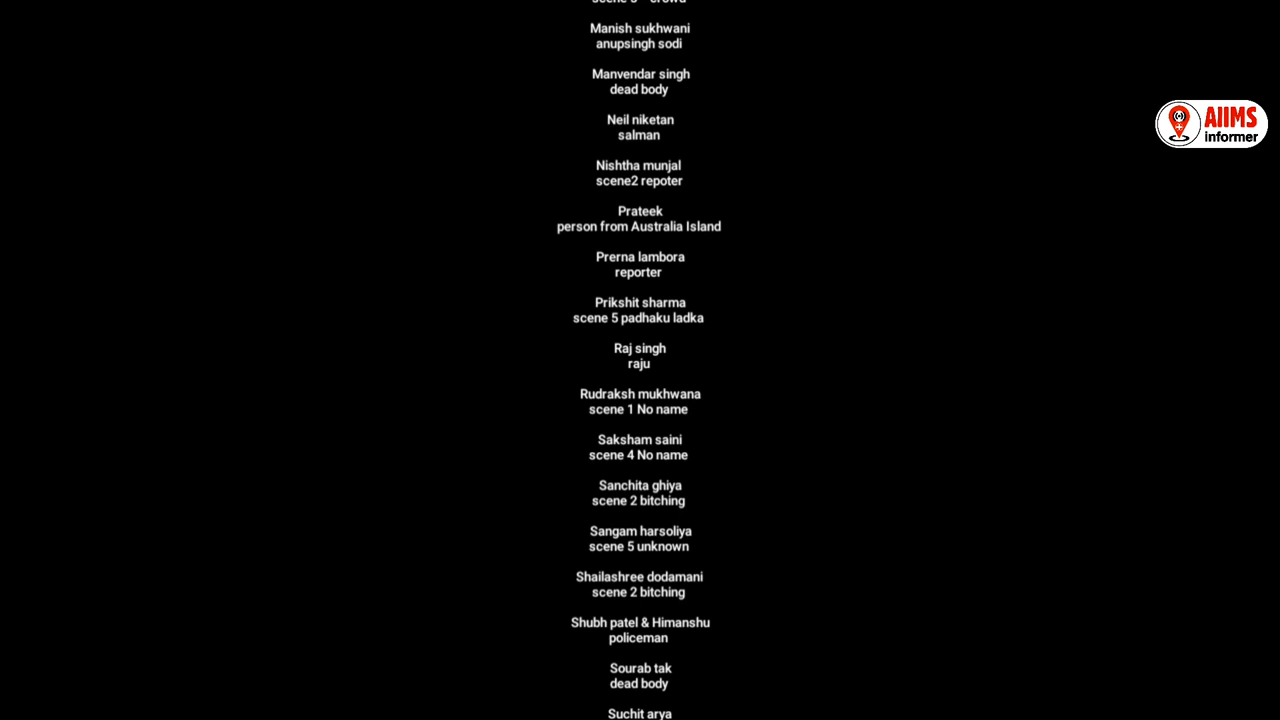 scene 5 - crowd
Manish sukhwani
anupsingh sodi
Manvendar singh
dead body
Neil niketan
salman
Nishtha munjal
scene2 repoter
Prateek
person from Australia Island
Prerna lambora
reporter
Prikshit sharma
scene 5 padhaku ladka
Raj singh
raju
Rudraksh mukhwana
scene 1 No name
Saksham saini
scene 4 No name
Sanchita ghiya
scene 2 bitching
Sangam harsoliya
scene 5 unknown
Shailashree dodamani
scene 2 bitching
Shubh patel & Himanshu
policeman
Sourab tak
dead body
Suchit arya
AIIMS
informer